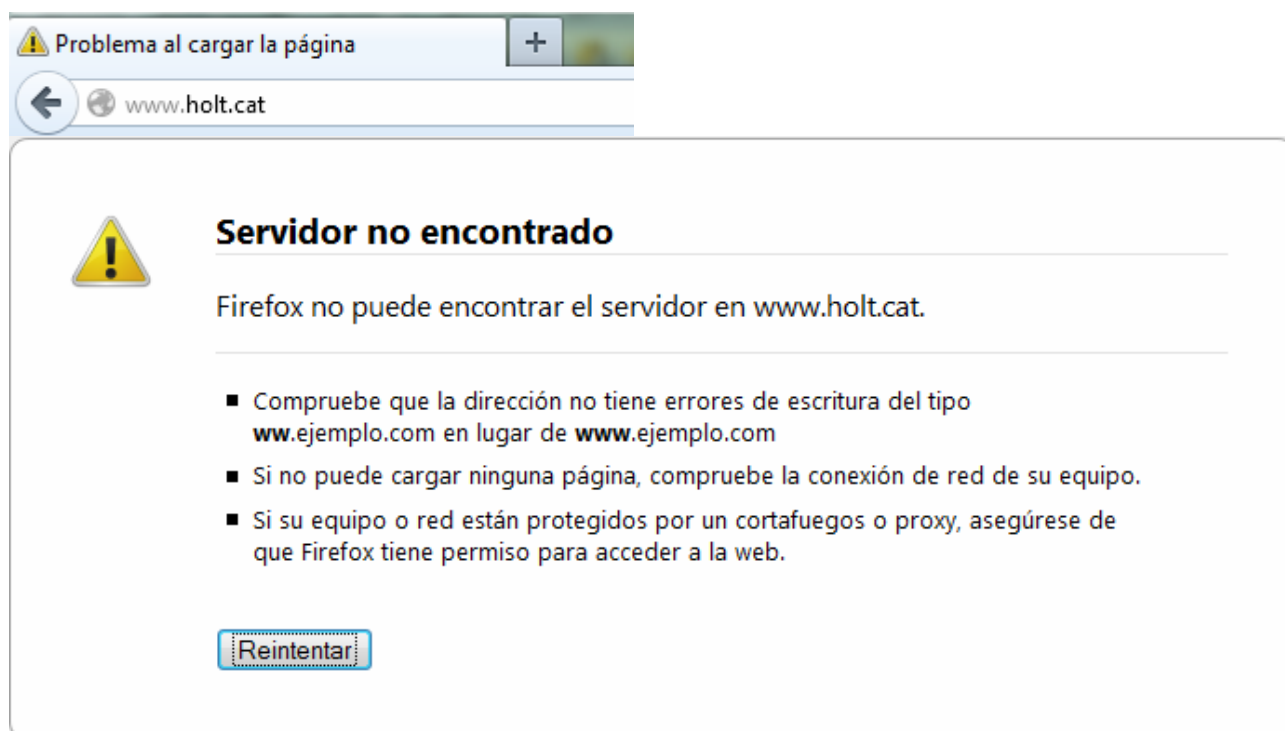 Problema al cargar la página
www.holt.cat
Servidor no encontrado
Firefox no puede encontrar el servidor en www.holt.cat.
Compruebe que la dirección no tiene errores de escritura del tipo
ww.ejemplo.com en lugar de www.ejemplo.com
Si no puede cargar ninguna página, compruebe la conexión de red de su equipo.
Si su equipo o red están protegidos por un cortafuegos o proxy, asegúrese de
que Firefox tiene permiso para acceder a la web.
Reintentar